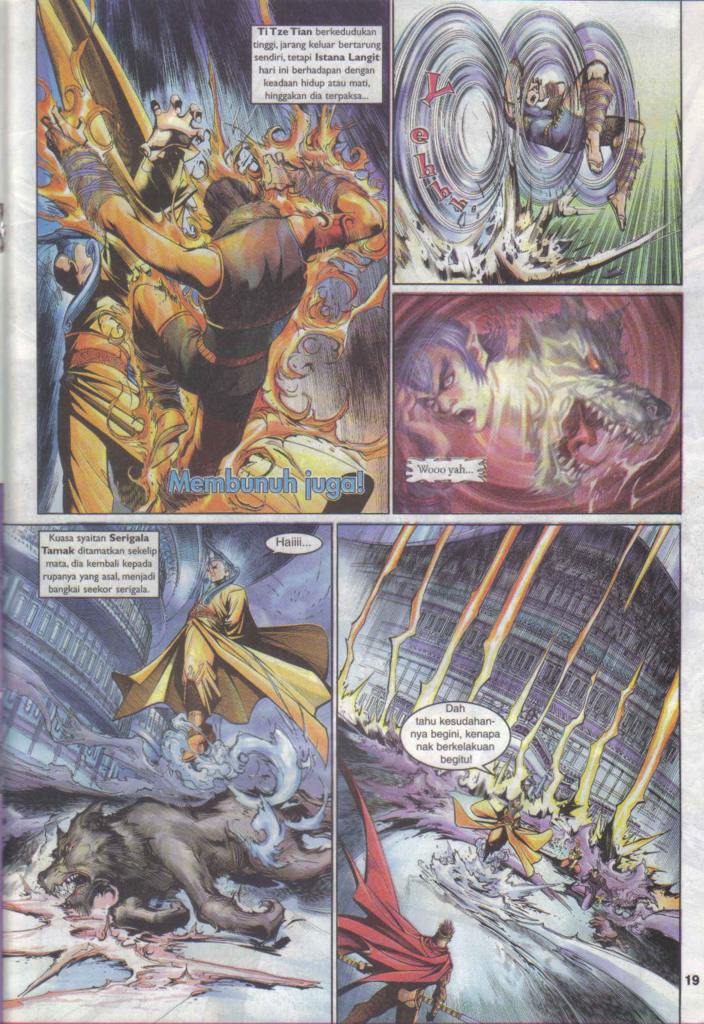 Ti Tze Tian berkedudukan
tinggi, jarang keluar bertarung
sendiri, tetapi Istana Langit
hari ini berhadapan dengan
keadaan hidup atau mati,
hinggakan dia terpaksa...
Yehhh!
Membunuh juga!
Wooo yah...
Kuasa syaitan Serigala
Tamak ditamatkan sekelip
mata, dia kembali kepada
rupanya yang asal, menjadi
bangkai seekor serigala.
Haiiii...
Dah
tahu kesudahan-
nya begini, kenapa
nak berkelakuan
begitu!
19